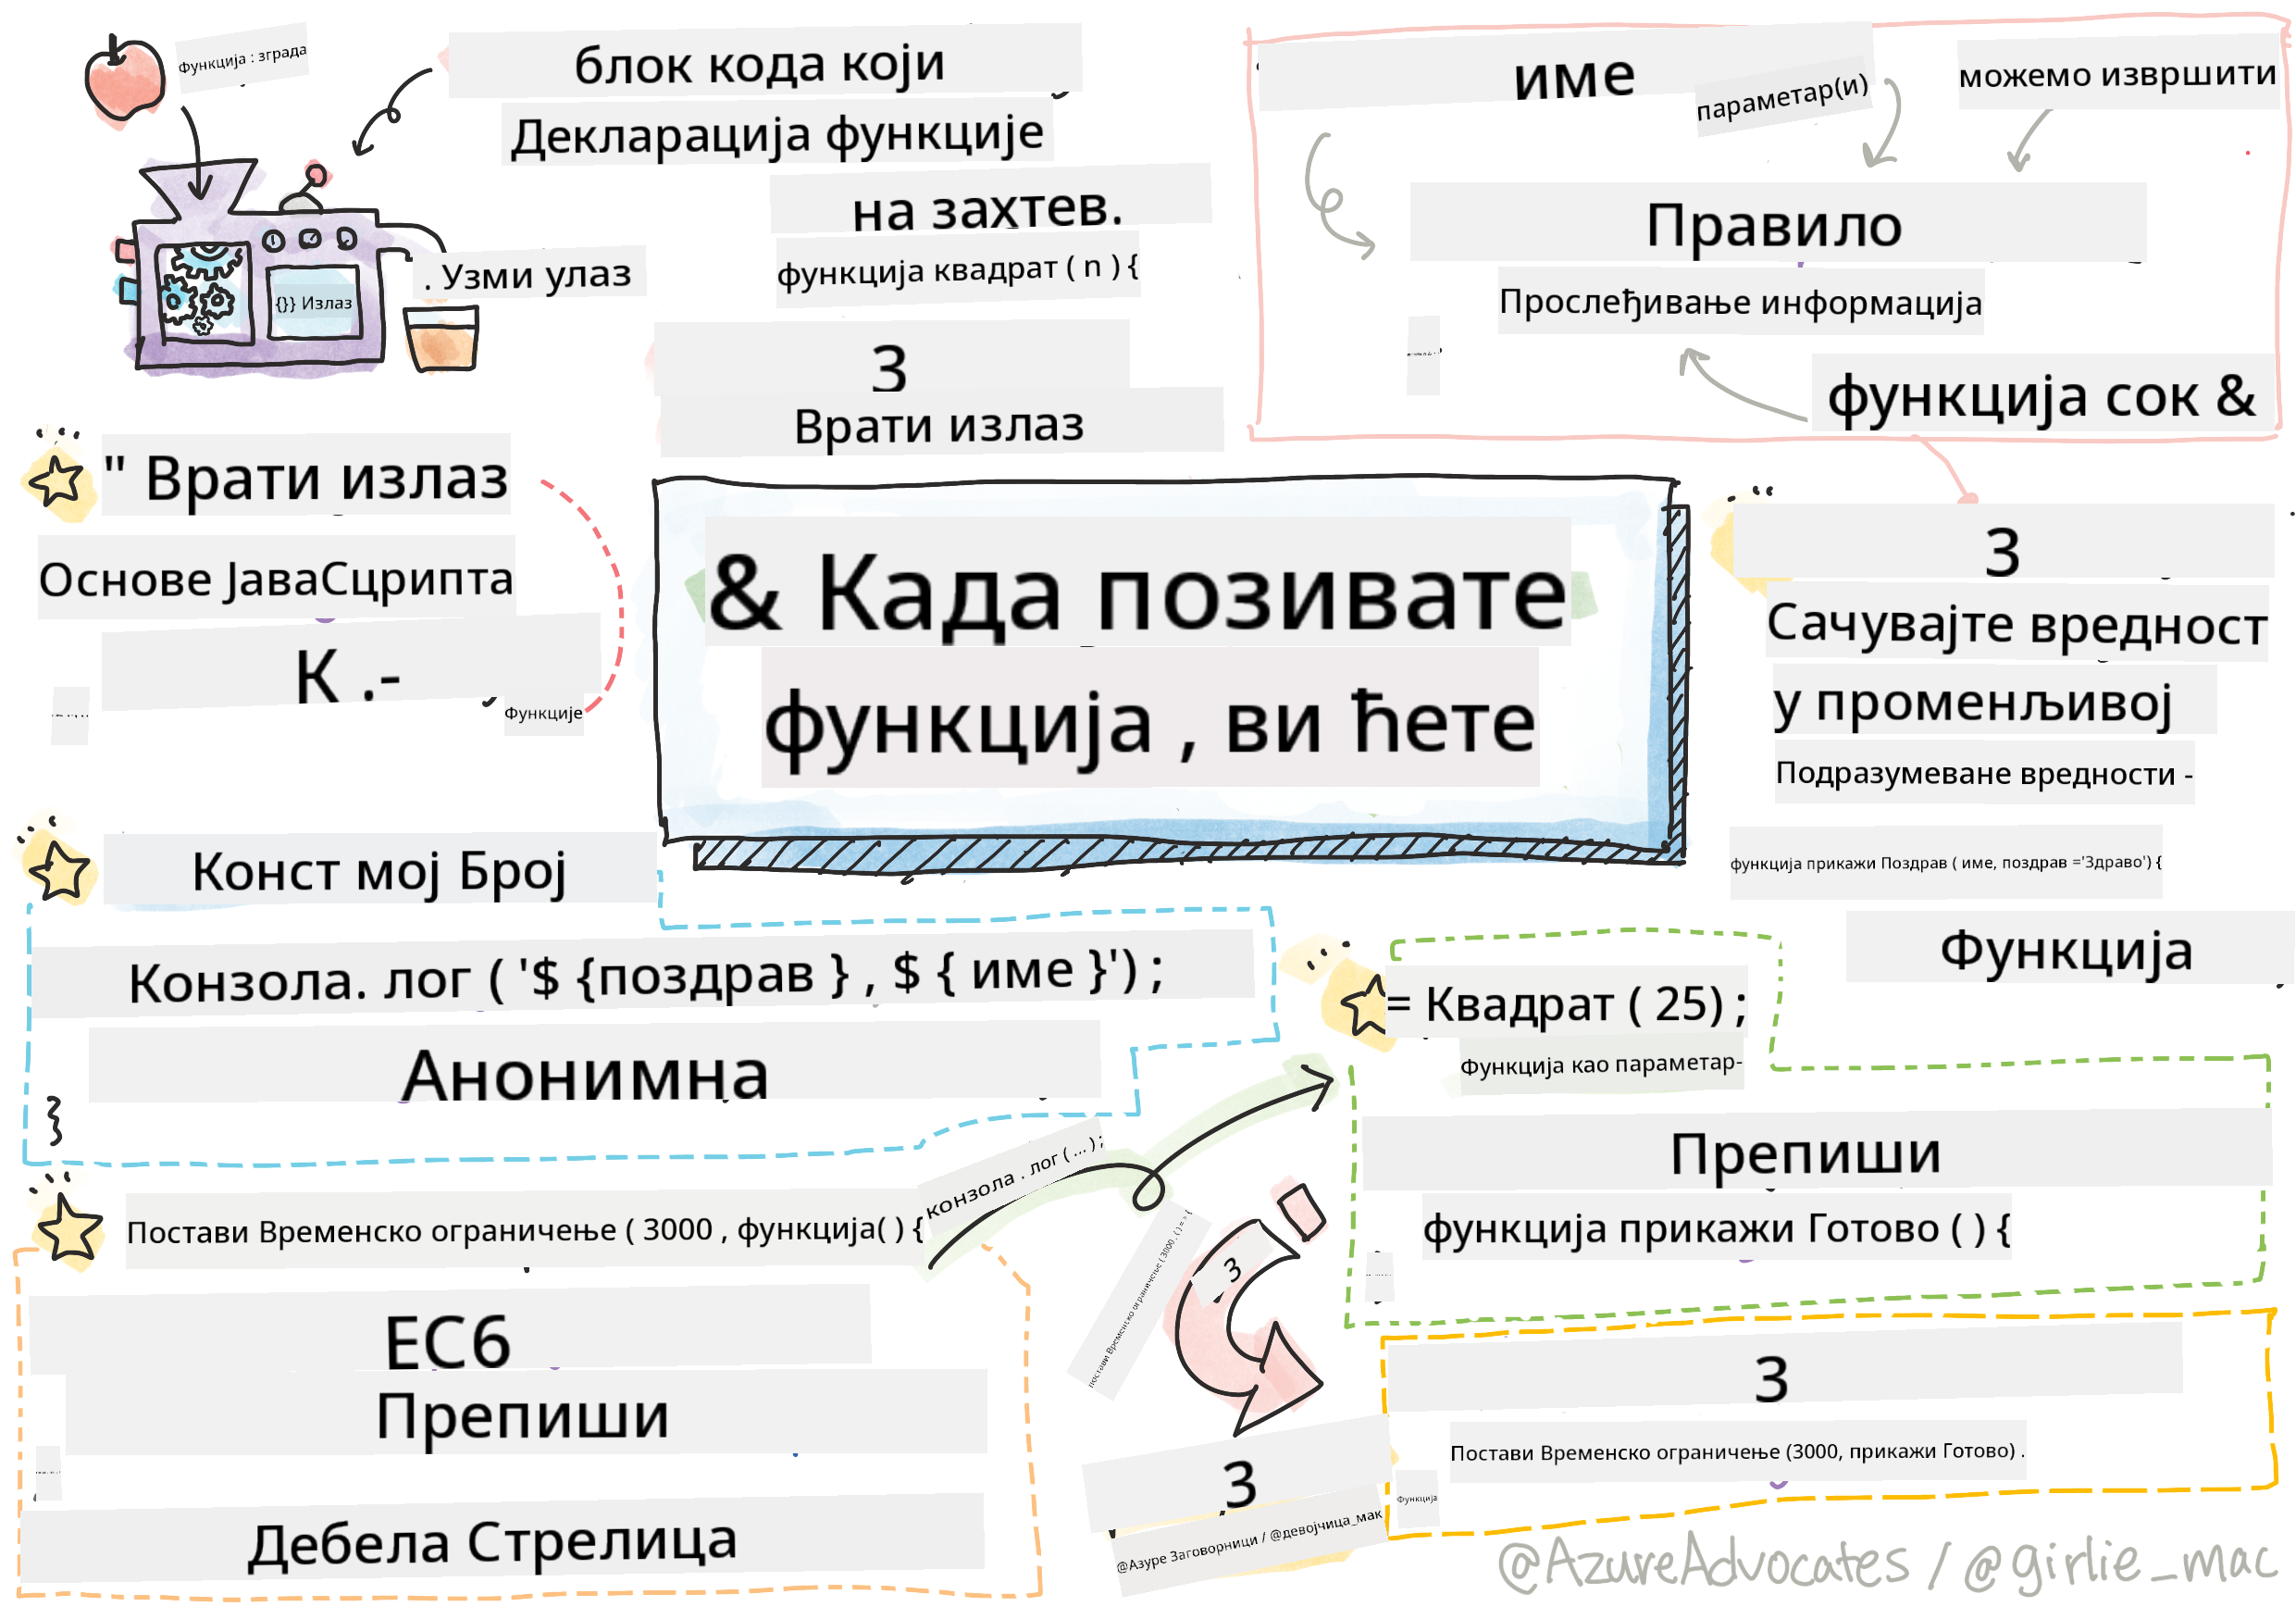 Функција : зграда
блок кода који
Декларација функције
на захтев.
функција квадрат ( n ) {
. Узми улаз
{}} Излаз
3
Врати излаз
име
параметар(и)
можемо извршити
Правило
Прослеђивање информација
функција сок &
" Врати излаз
Основе ЈаваСцрипта
К .-
Функције
& Када позивате
функција , ви ћете
3
Сачувајте вредност
у променљивој
Подразумеване вредности -
функција прикажи Поздрав ( име, поздрав ='Здраво') {
Функција
Конст мој Број
Конзола. лог ( '$ {поздрав } , $ { име }') ;
Анонимна
= Квадрат ( 25) ;
Функција као параметар-
Препиши
функција прикажи Готово ( ) {
Постави Временско ограничење ( 3000 , функција( ) {
конзола . лог ( ... ) ;
постави Временско ограничење ( 3000 , ( ) = > {
3
ЕС6
Препиши
Дебела Стрелица
3
Постави Временско ограничење (3000, прикажи Готово) .
Функција
3
@Азуре Заговорници / @девојчица_мак
@AzureAdvocates / @girlie_mac